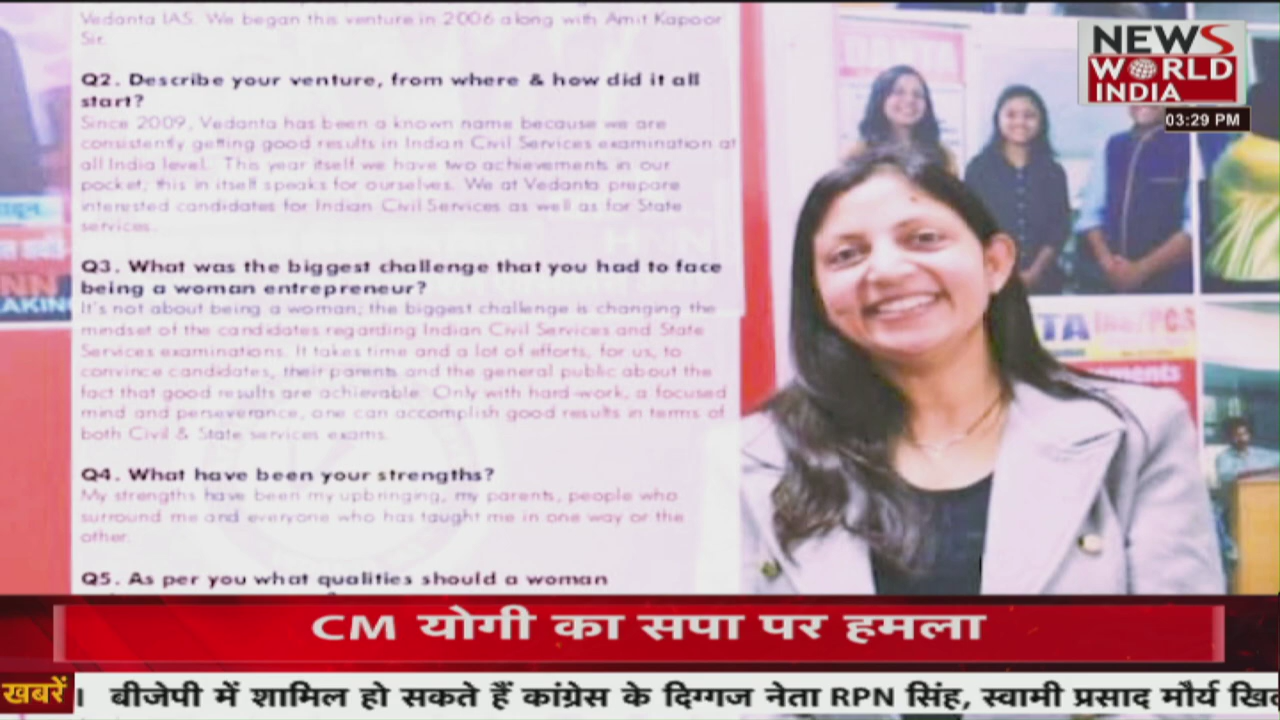 Vedanta IAS. We began this venture in 2006 along with Amit Kapoor
Sir.
Q2. Describe your venture, from where & how did it all
start?
Since 2009, Vedanta has been a known name because we are
consistently getting good results in Indian Civil Services examination at
all India level. This year itself we have two achievements in our
pocket; this in itself speaks for ourselves. We at Vedanta prepare
interested candidates for Indian Civil Services as well as for State
services.
Q3. What was the biggest challenge that you had to face
being a woman entrepreneur?
It's not about being a woman; the biggest challenge is changing the
mindset of the candidates regarding Indian Civil Services and State
Services examinations. It takes time and a lot of efforts, for us, to
convince candidates, their parents and the general public about the
fact that good results are achievable. Only with hard-work, a focused
mind and perseverance, one can accomplish good results in terms of
both Civil & State services exams.
Q4. What have been your strengths?
My strengths have been my upbringing, my parents, people who
surround me and everyone who has taught me in one way or the
other.
Q5. As per you what qualities should a woman
NEWS
WORLD
INDIA
03:29 PM
CM योगी का सपा पर हमला
खबरें
। बीजेपी में शामिल हो सकते हैं कांग्रेस के दिग्गज नेता RPN सिंह, स्वामी प्रसाद मौर्य